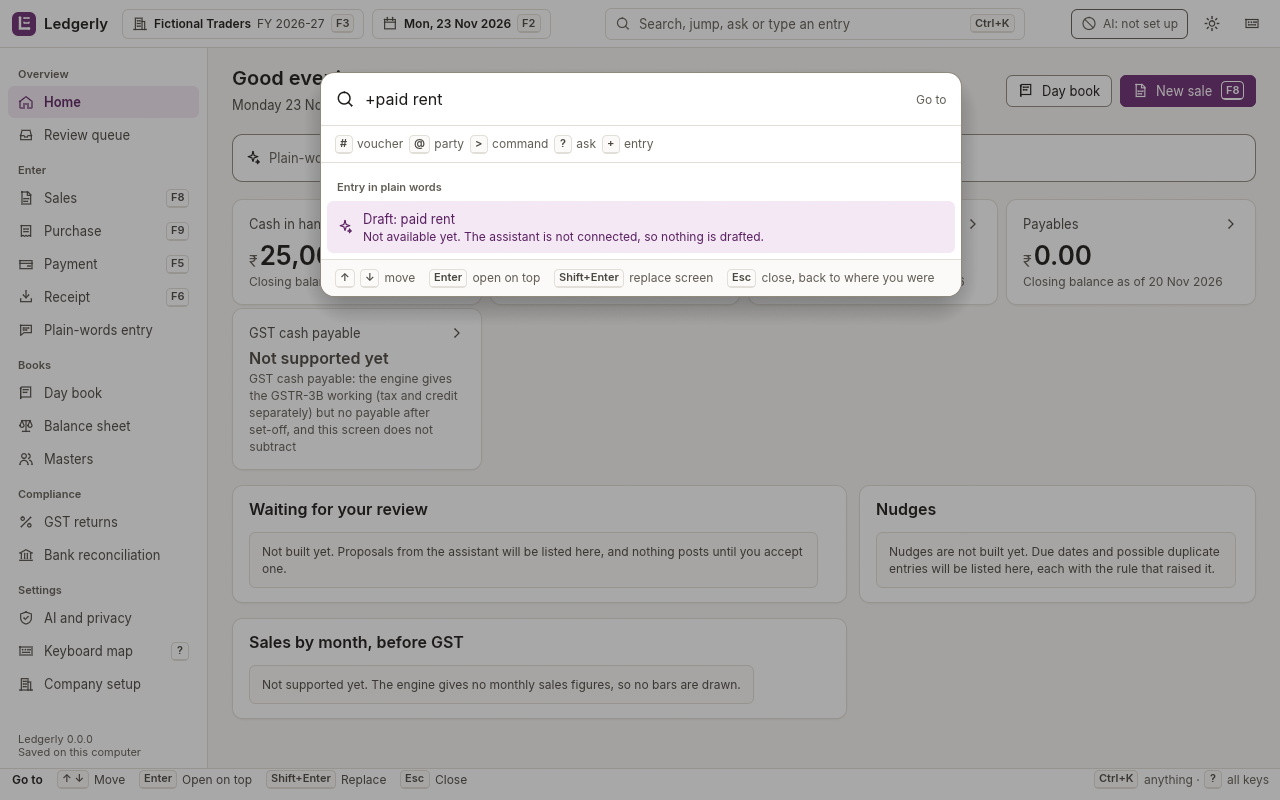 Ledgerly
Fictional Traders FY 2026-27 F3
Mon, 23 Nov 2026 F2
Search, jump, ask or type an entry Ctrl+K
AI: not set up
Overview
Home
Review queue
Enter
Sales F8
Purchase F9
Payment F5
Receipt F6
Plain-words entry
Books
Day book
Balance sheet
Masters
Compliance
GST returns
Bank reconciliation
Settings
AI and privacy
Keyboard map ?
Company setup
Ledgerly 0.0.0
Saved on this computer
Good
Monday 23
Day book
New sale F8
+paid rent
Go to
# voucher @ party > command ? ask + entry
Entry in plain words
Draft: paid rent
Not available yet. The assistant is not connected, so nothing is drafted.
↑ ↓ move Enter open on top Shift+Enter replace screen Esc close, back to where you were
Cash in
Closing
Payables
₹0.00
Closing balance as of 20 Nov 2026
GST cash payable
Not supported yet
GST cash payable: the engine gives
the GSTR-3B working (tax and credit
separately) but no payable after
set-off, and this screen does not
subtract
Waiting for your review
Not built yet. Proposals from the assistant will be listed here, and nothing posts until you accept
one.
Nudges
Nudges are not built yet. Due dates and possible duplicate
entries will be listed here, each with the rule that raised it.
Sales by month, before GST
Not supported yet. The engine gives no monthly sales figures, so no bars are drawn.
Go to ↑↓ Move Enter Open on top Shift+Enter Replace Esc Close
Ctrl+K anything · ? all keys